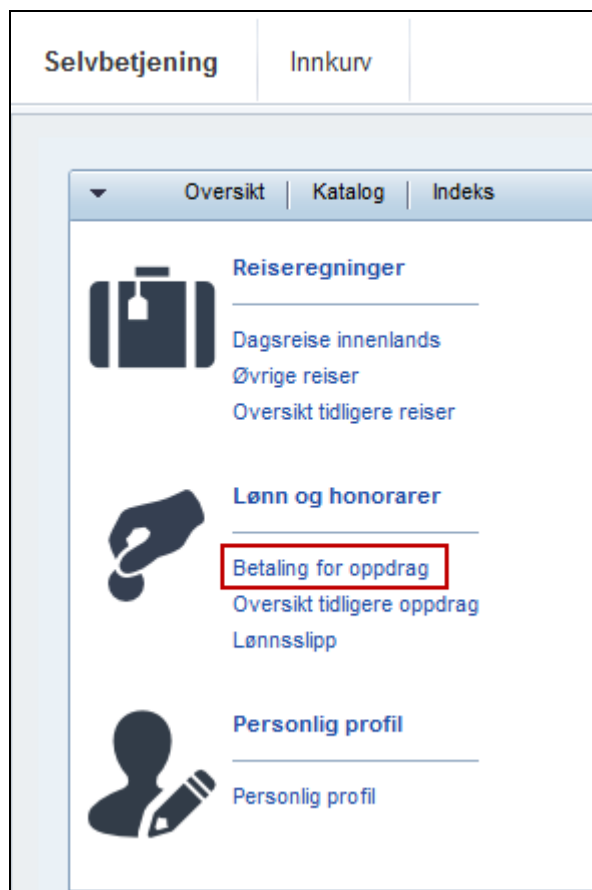 Selvbetjening Innkurv
Oversikt Katalog Indeks
Reiseregninger
Dagsreise innenlands
Øvrige reiser
Oversikt tidligere reiser
Lønn og honorarer
Betaling for oppdrag
Oversikt tidligere oppdrag
Lønnsslipp
Personlig profil
Personlig profil